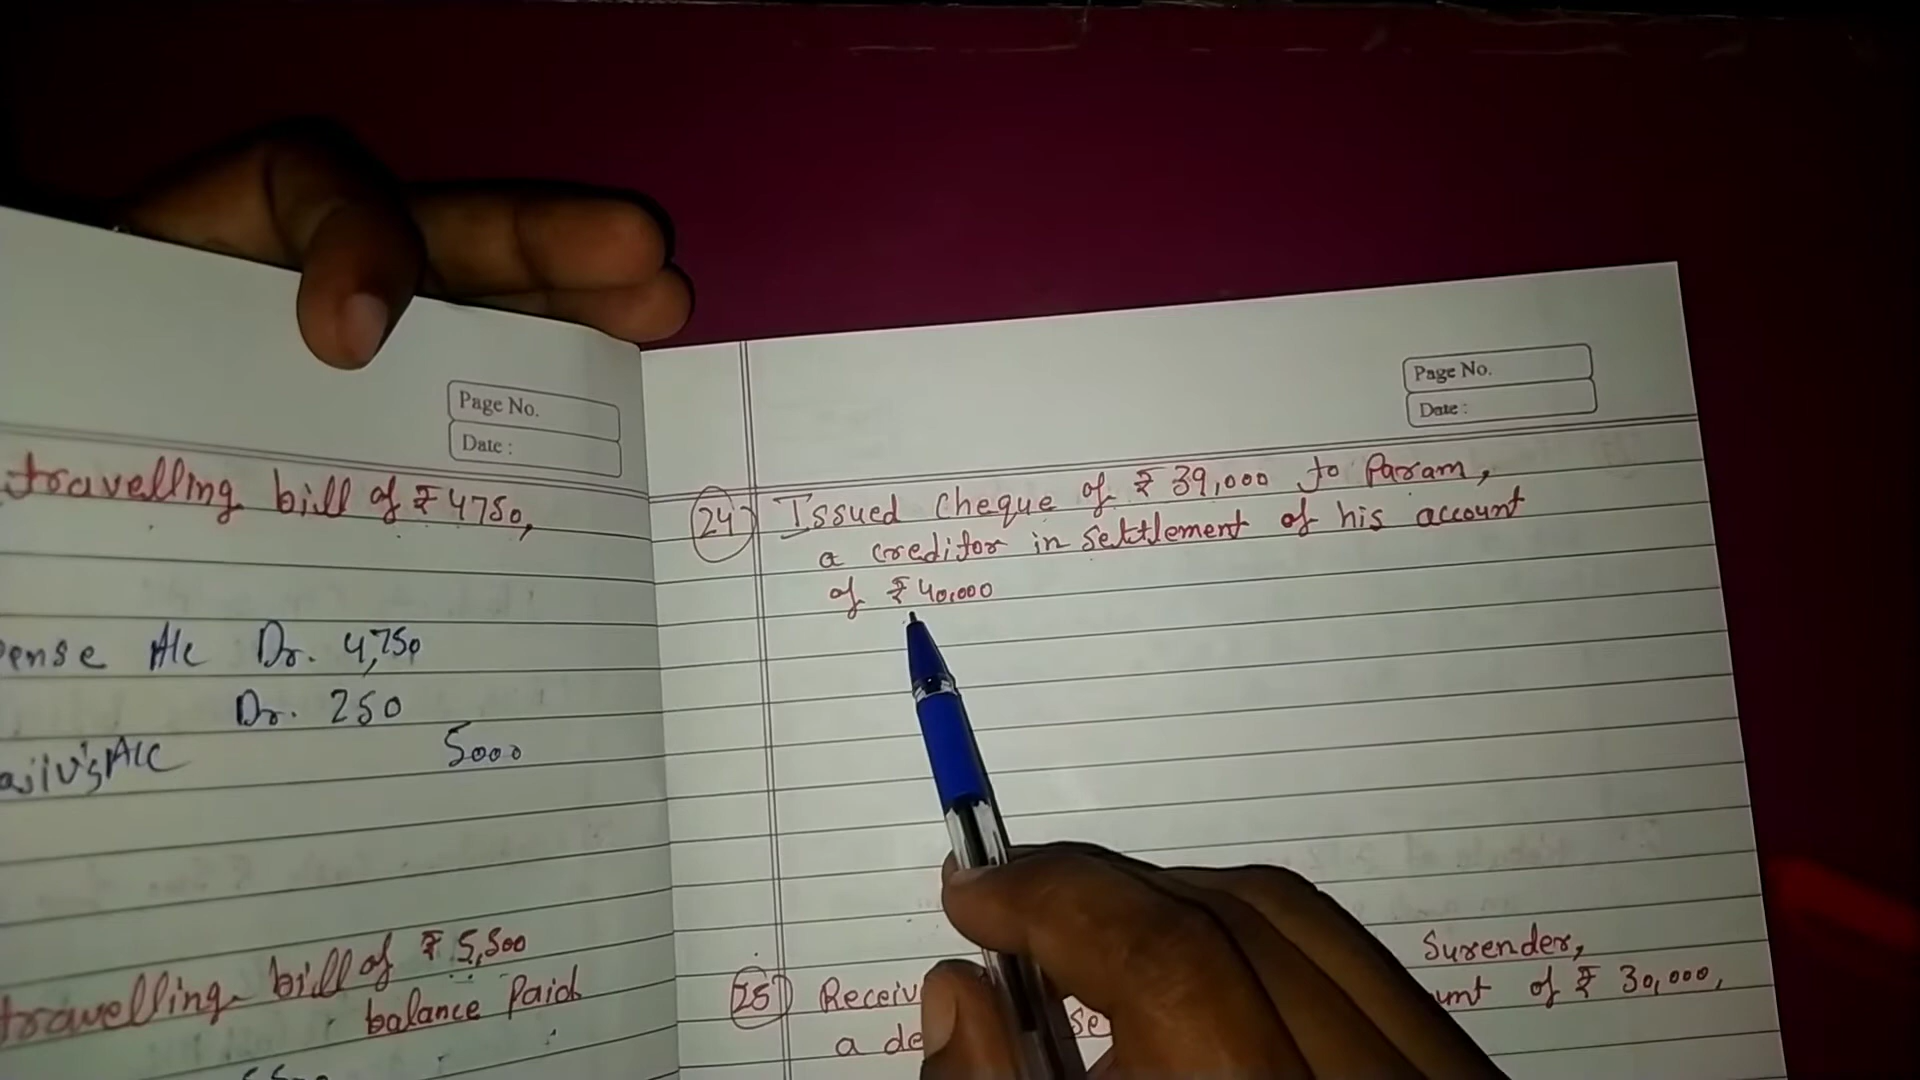 Page No.
Date :
travelling bill of ₹ 4750,
pense A/c Dr. 4,750
Dr. 250
ajiv's A/c 5000
travelling bill of ₹ 5,500
balance Paid
Page No.
Date :
24 Issued cheque of ₹ 39,000 to Param,
a creditor in settlement of his account
of ₹ 40,000
25 Receiv Surender,
a de se unt of ₹ 30,000,